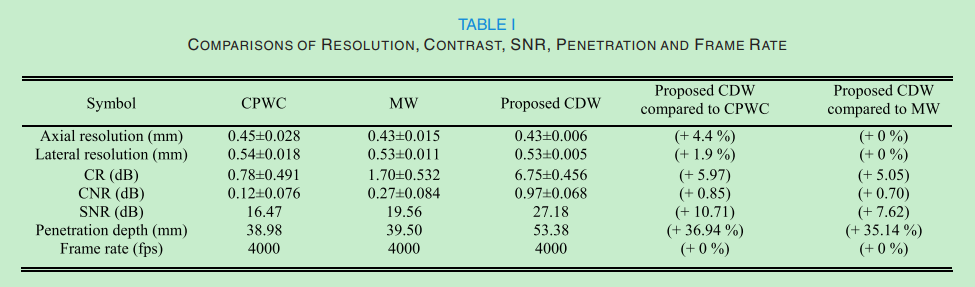 TABLE I
COMPARISONS OF RESOLUTION, CONTRAST, SNR, PENETRATION AND FRAME RATE
Symbol CPWC MW Proposed CDW Proposed CDW compared to CPWC Proposed CDW compared to MW
Axial resolution (mm) 0.45±0.028 0.43±0.015 0.43±0.006 (+ 4.4 %) (+ 0 %)
Lateral resolution (mm) 0.54±0.018 0.53±0.011 0.53±0.005 (+ 1.9 %) (+ 0 %)
CR (dB) 0.78±0.491 1.70±0.532 6.75±0.456 (+ 5.97) (+ 5.05)
CNR (dB) 0.12±0.076 0.27±0.084 0.97±0.068 (+ 0.85) (+ 0.70)
SNR (dB) 16.47 19.56 27.18 (+ 10.71) (+ 7.62)
Penetration depth (mm) 38.98 39.50 53.38 (+ 36.94 %) (+ 35.14 %)
Frame rate (fps) 4000 4000 4000 (+ 0 %) (+ 0 %)